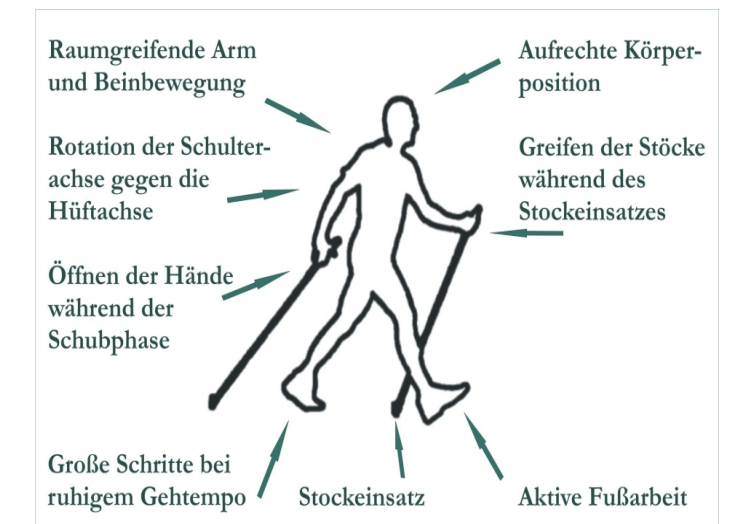 Raumgreifende Arm
und Beinbewegung
Aufrechte Körper-
position
Rotation der Schulter-
achse gegen die
Hüftachse
Greifen der Stöcke
während des
Stockeinsatzes
Öffnen der Hände
während der
Schubphase
Große Schritte bei
ruhigem Gehtempo
Stockeinsatz
Aktive Fußarbeit